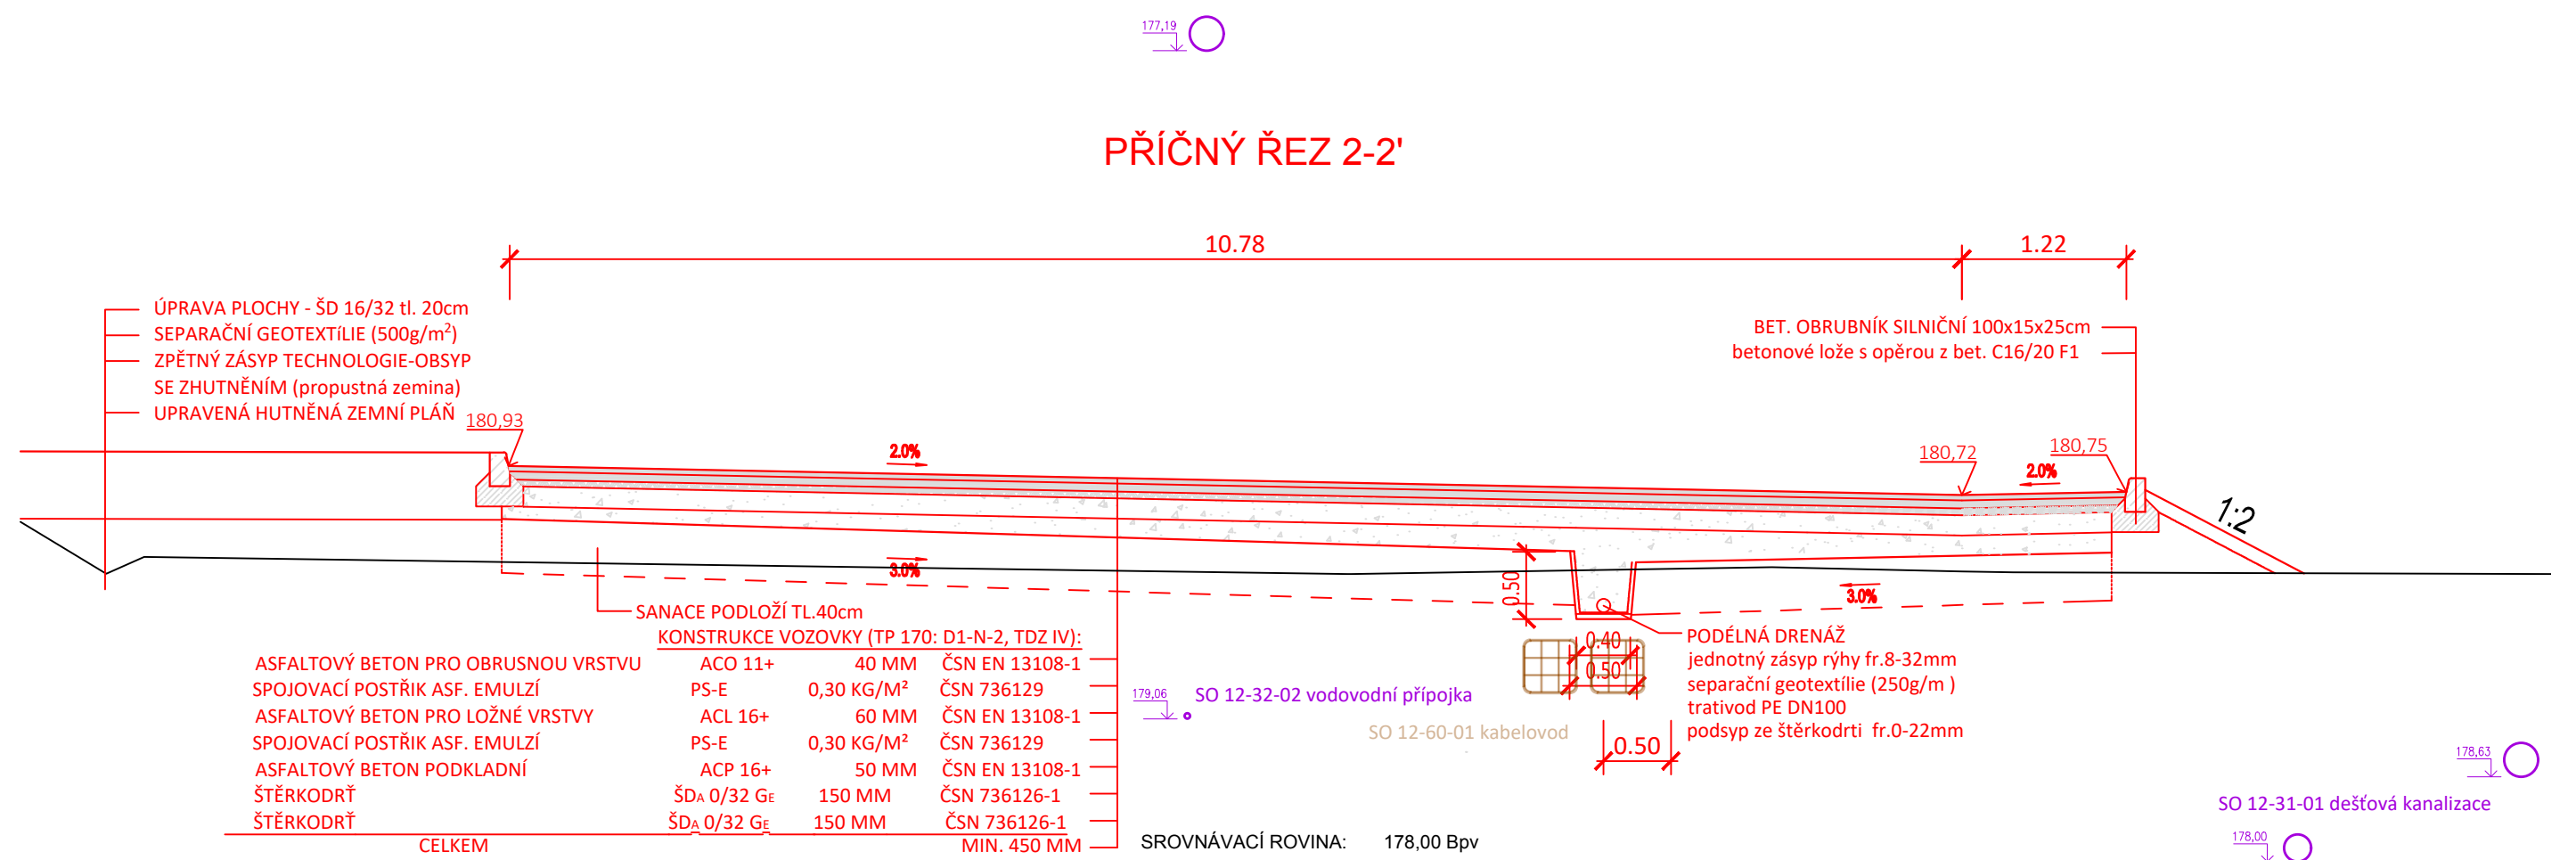 177,19
PŘÍČNÝ ŘEZ 2-2'
10.78
1.22
ÚPRAVA PLOCHY - ŠD 16/32 tl. 20cm
SEPARAČNÍ GEOTEXTíLIE (500g/m²)
ZPĚTNÝ ZÁSYP TECHNOLOGIE-OBSYP
SE ZHUTNĚNÍM (propustná zemina)
UPRAVENÁ HUTNĚNÁ ZEMNÍ PLÁŇ
BET. OBRUBNÍK SILNIČNÍ 100x15x25cm
betonové lože s opěrou z bet. C16/20 F1
180,93
2.0%
180,72
180,75
2.0%
1:2
3.0%
0.50
3.0%
SANACE PODLOŽÍ TL.40cm
KONSTRUKCE VOZOVKY (TP 170: D1-N-2, TDZ IV):
ASFALTOVÝ BETON PRO OBRUSNOU VRSTVU ACO 11+ 40 MM ČSN EN 13108-1
SPOJOVACÍ POSTŘIK ASF. EMULZÍ PS-E 0,30 KG/M² ČSN 736129
ASFALTOVÝ BETON PRO LOŽNÉ VRSTVY ACL 16+ 60 MM ČSN EN 13108-1
SPOJOVACÍ POSTŘIK ASF. EMULZÍ PS-E 0,30 KG/M² ČSN 736129
ASFALTOVÝ BETON PODKLADNÍ ACP 16+ 50 MM ČSN EN 13108-1
ŠTĚRKODRŤ ŠDA 0/32 GE 150 MM ČSN 736126-1
ŠTĚRKODRŤ ŠDA 0/32 GE 150 MM ČSN 736126-1
CELKEM MIN. 450 MM
0.40
0.50
PODÉLNÁ DRENÁŽ
jednotný zásyp rýhy fr.8-32mm
separační geotextílie (250g/m )
trativod PE DN100
podsyp ze štěrkodrti fr.0-22mm
179,06
SO 12-32-02 vodovodní přípojka
SO 12-60-01 kabelovod
0.50
178,63
SO 12-31-01 dešťová kanalizace
SROVNÁVACÍ ROVINA: 178,00 Bpv
178,00